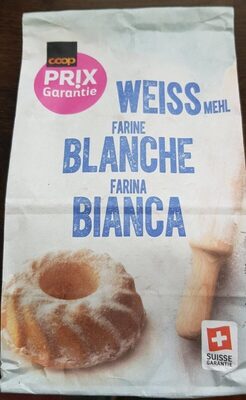 coop
PRIX
Garantie
WEISSMEHL
FARINE
BLANCHE
FARINA
BIANCA
SUISSE
GARANTIE